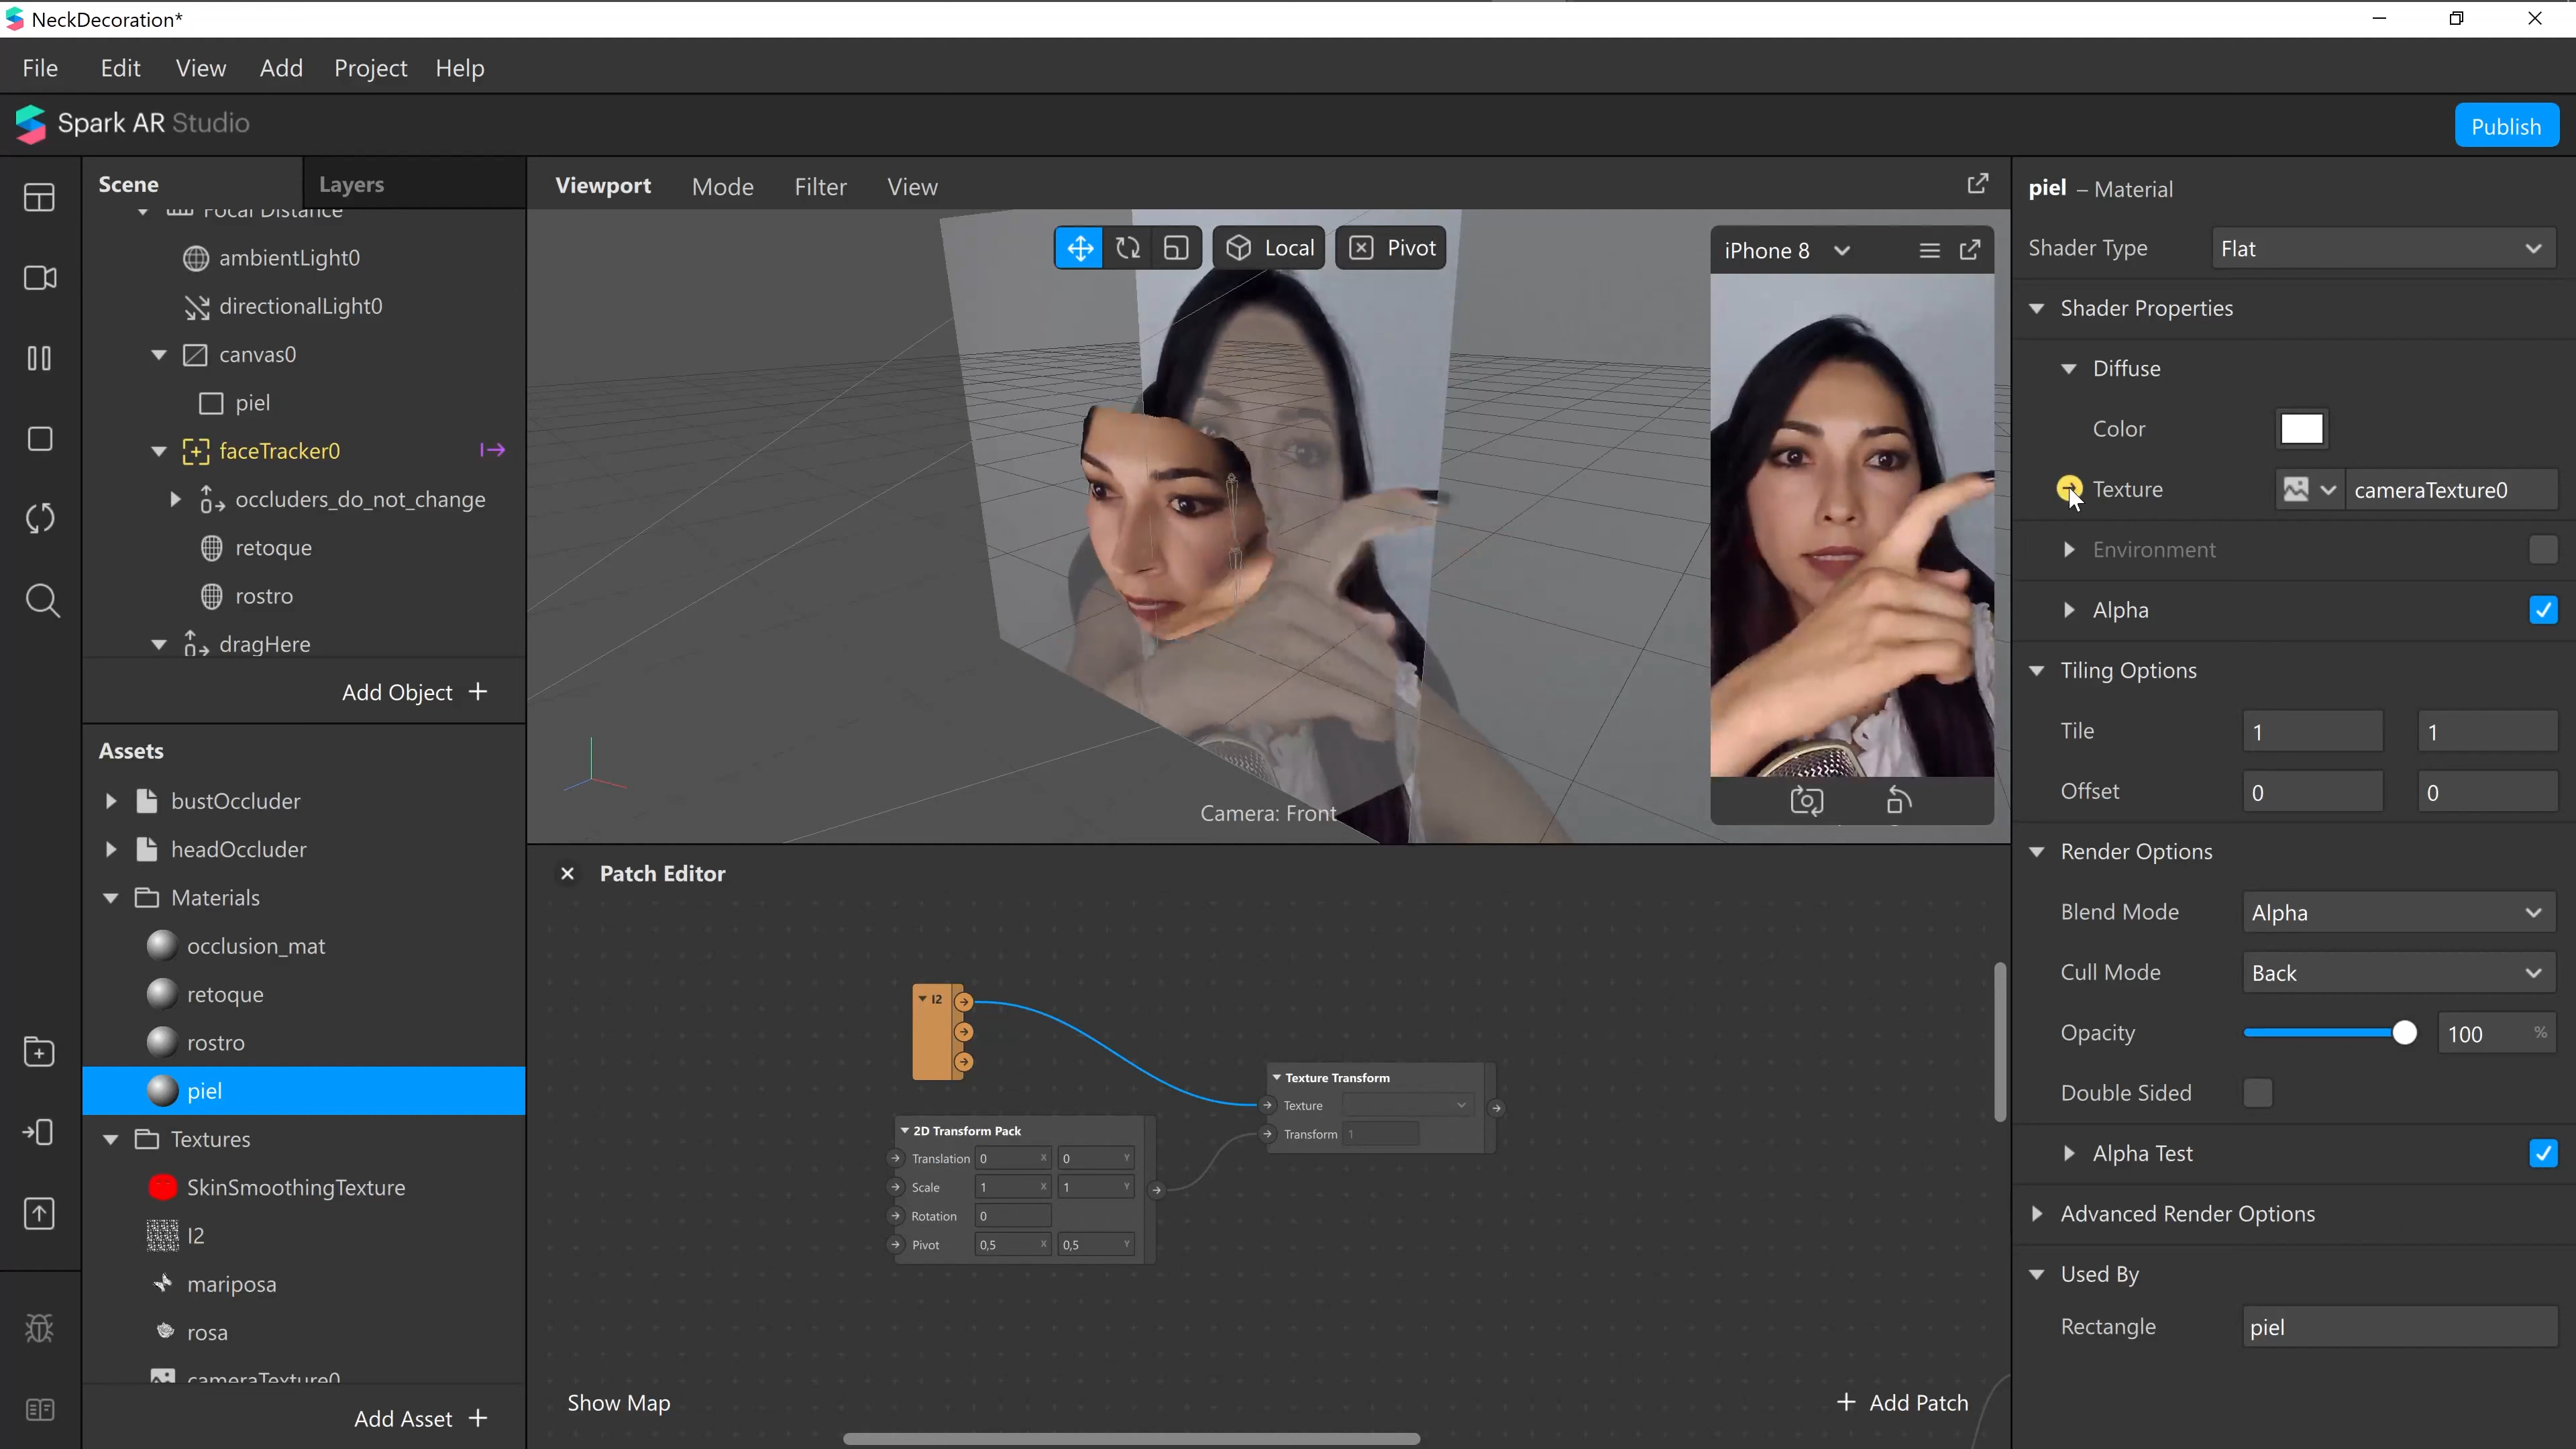 NeckDecoration*
File Edit View Add Project Help
Spark AR Studio
Publish
Scene Layers
Focal Distance
ambientLight0
directionalLight0
canvas0
piel
faceTracker0
occluders_do_not_change
retoque
rostro
dragHere
Add Object +
Assets
bustOccluder
headOccluder
Materials
occlusion_mat
retoque
rostro
piel
Textures
SkinSmoothingTexture
l2
mariposa
rosa
cameraTexture0
Add Asset +
Viewport Mode Filter View
Local Pivot
iPhone 8
Camera: Front
Patch Editor
l2
2D Transform Pack
Translation 0 X 0 Y
Scale 1 X 1 Y
Rotation 0
Pivot 0,5 X 0,5 Y
Texture Transform
Texture
Transform 1
Show Map
+ Add Patch
piel – Material
Shader Type Flat
Shader Properties
Diffuse
Color
Texture cameraTexture0
Environment
Alpha
Tiling Options
Tile 1 1
Offset 0 0
Render Options
Blend Mode Alpha
Cull Mode Back
Opacity 100 %
Double Sided
Alpha Test
Advanced Render Options
Used By
Rectangle piel